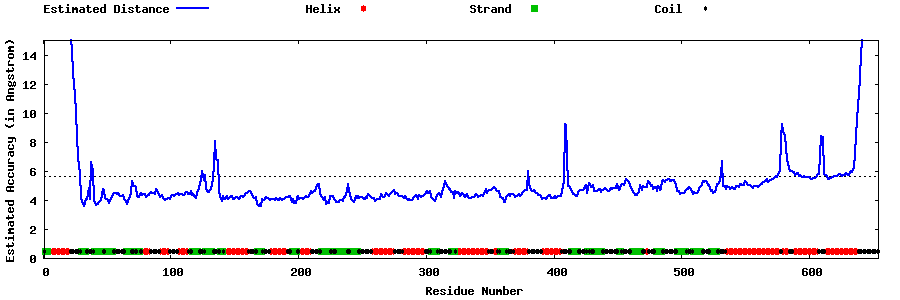 Estimated Distance Helix Strand Coil
Estimated Accuracy (in Angstrom)
14
12
10
8
6
4
2
0
0 100 200 300 400 500 600
Residue Number